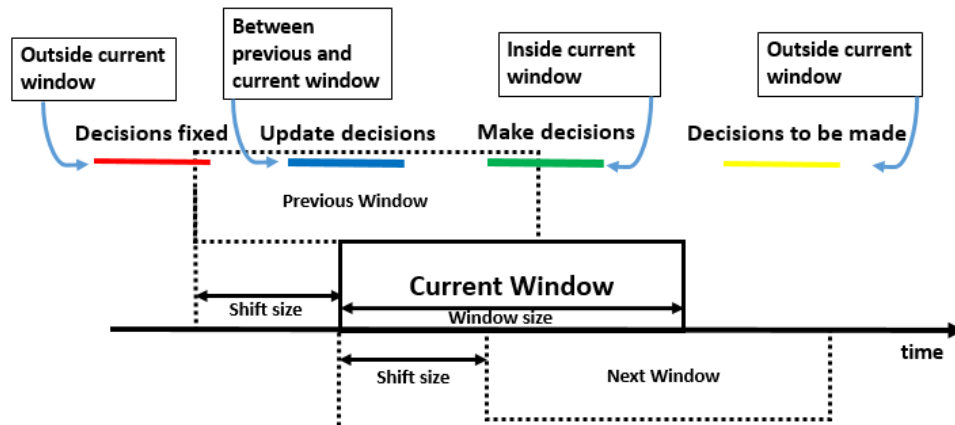 Outside current
window
Between
previous and
current window
Inside current
window
Outside current
window
Decisions fixed
Update decisions
Make decisions
Decisions to be made
Previous Window
Current Window
Shift size
Window size
time
Shift size
Next Window